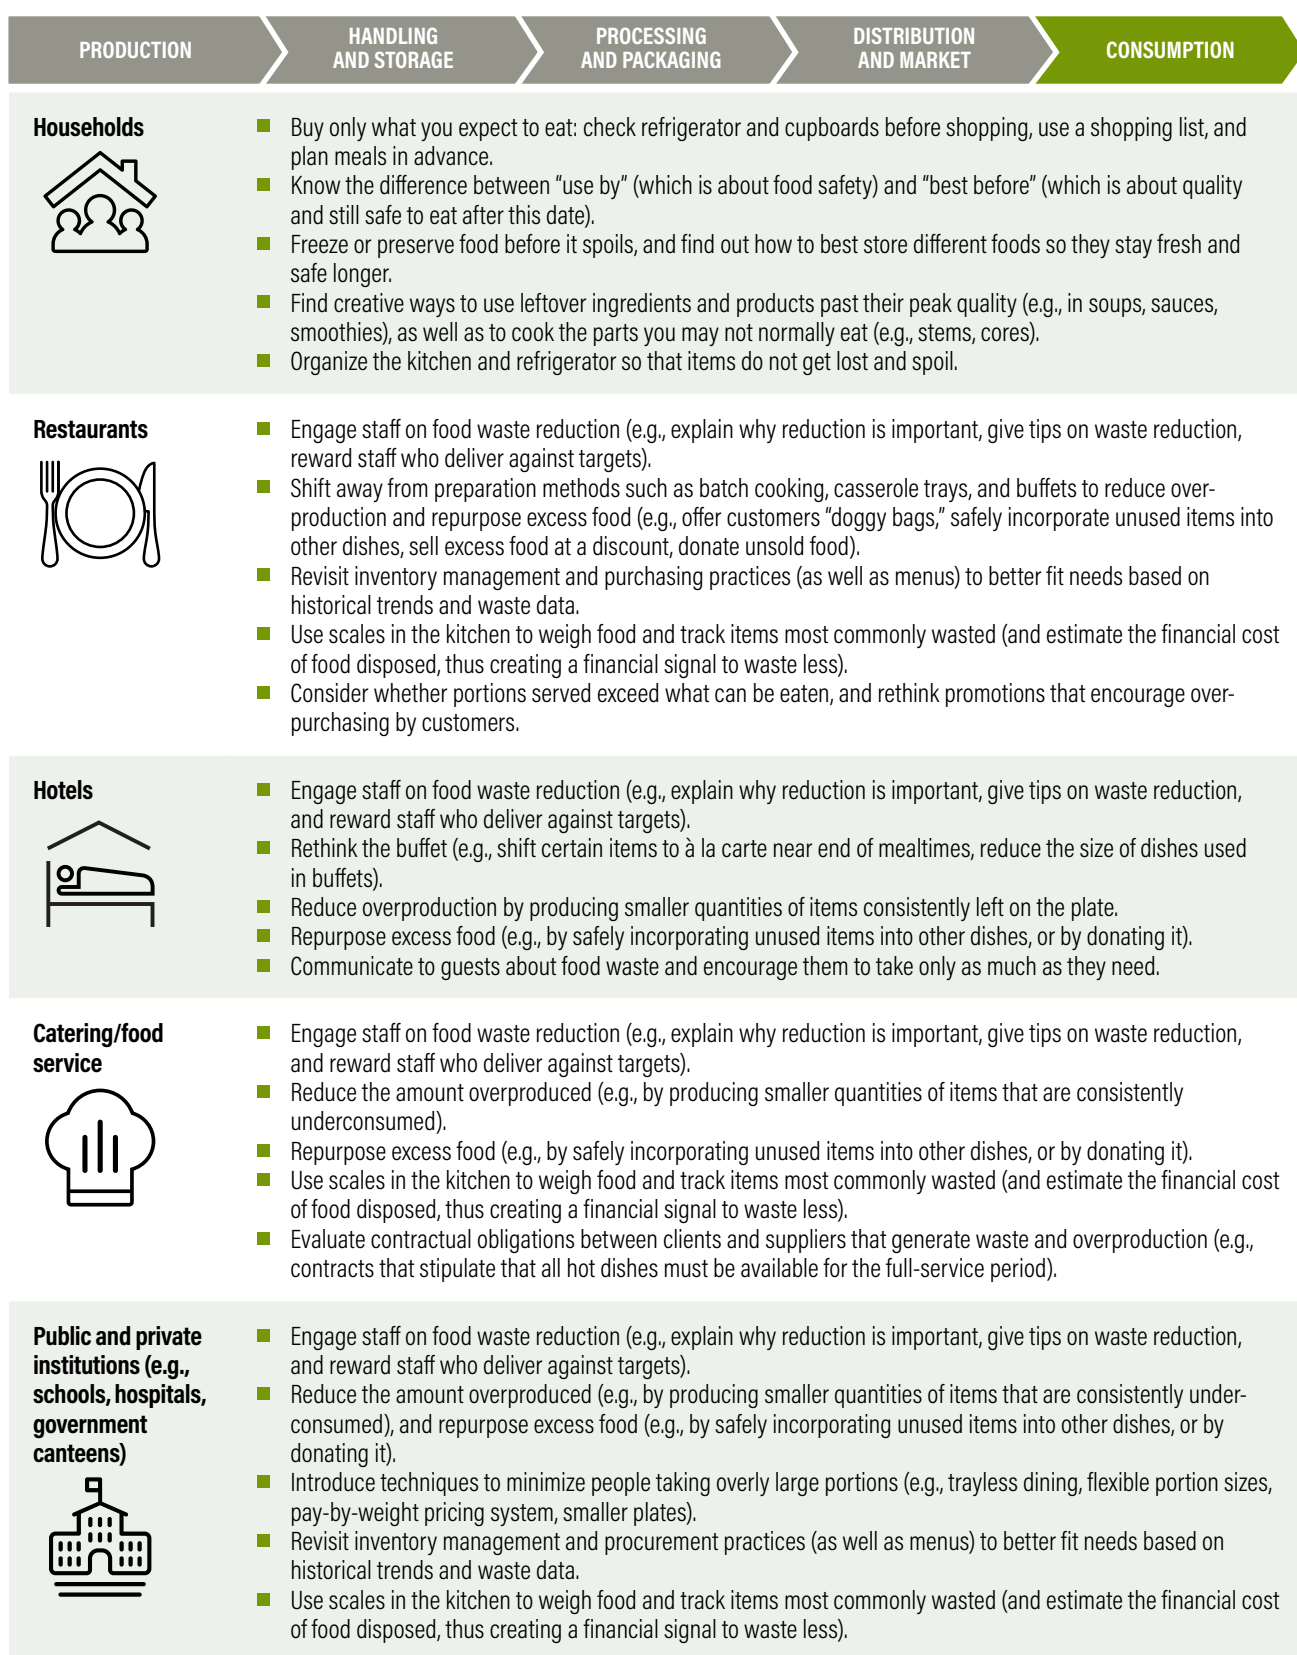 PRODUCTION
HANDLING
AND STORAGE
PROCESSING
AND PACKAGING
DISTRIBUTION
AND MARKET
CONSUMPTION
Households
■ Buy only what you expect to eat: check refrigerator and cupboards before shopping, use a shopping list, and
plan meals in advance.
■ Know the difference between “use by” (which is about food safety) and “best before” (which is about quality
and still safe to eat after this date).
■ Freeze or preserve food before it spoils, and find out how to best store different foods so they stay fresh and
safe longer.
■ Find creative ways to use leftover ingredients and products past their peak quality (e.g., in soups, sauces,
smoothies), as well as to cook the parts you may not normally eat (e.g., stems, cores).
■ Organize the kitchen and refrigerator so that items do not get lost and spoil.
Restaurants
■ Engage staff on food waste reduction (e.g., explain why reduction is important, give tips on waste reduction,
reward staff who deliver against targets).
■ Shift away from preparation methods such as batch cooking, casserole trays, and buffets to reduce over-
production and repurpose excess food (e.g., offer customers “doggy bags,” safely incorporate unused items into
other dishes, sell excess food at a discount, donate unsold food).
■ Revisit inventory management and purchasing practices (as well as menus) to better fit needs based on
historical trends and waste data.
■ Use scales in the kitchen to weigh food and track items most commonly wasted (and estimate the financial cost
of food disposed, thus creating a financial signal to waste less).
■ Consider whether portions served exceed what can be eaten, and rethink promotions that encourage over-
purchasing by customers.
Hotels
■ Engage staff on food waste reduction (e.g., explain why reduction is important, give tips on waste reduction,
and reward staff who deliver against targets).
■ Rethink the buffet (e.g., shift certain items to à la carte near end of mealtimes, reduce the size of dishes used
in buffets).
■ Reduce overproduction by producing smaller quantities of items consistently left on the plate.
■ Repurpose excess food (e.g., by safely incorporating unused items into other dishes, or by donating it).
■ Communicate to guests about food waste and encourage them to take only as much as they need.
Catering/food
service
■ Engage staff on food waste reduction (e.g., explain why reduction is important, give tips on waste reduction,
and reward staff who deliver against targets).
■ Reduce the amount overproduced (e.g., by producing smaller quantities of items that are consistently
underconsumed).
■ Repurpose excess food (e.g., by safely incorporating unused items into other dishes, or by donating it).
■ Use scales in the kitchen to weigh food and track items most commonly wasted (and estimate the financial cost
of food disposed, thus creating a financial signal to waste less).
■ Evaluate contractual obligations between clients and suppliers that generate waste and overproduction (e.g.,
contracts that stipulate that all hot dishes must be available for the full-service period).
Public and private
institutions (e.g.,
schools, hospitals,
government
canteens)
■ Engage staff on food waste reduction (e.g., explain why reduction is important, give tips on waste reduction,
and reward staff who deliver against targets).
■ Reduce the amount overproduced (e.g., by producing smaller quantities of items that are consistently under-
consumed), and repurpose excess food (e.g., by safely incorporating unused items into other dishes, or by
donating it).
■ Introduce techniques to minimize people taking overly large portions (e.g., trayless dining, flexible portion sizes,
pay-by-weight pricing system, smaller plates).
■ Revisit inventory management and procurement practices (as well as menus) to better fit needs based on
historical trends and waste data.
■ Use scales in the kitchen to weigh food and track items most commonly wasted (and estimate the financial cost
of food disposed, thus creating a financial signal to waste less).